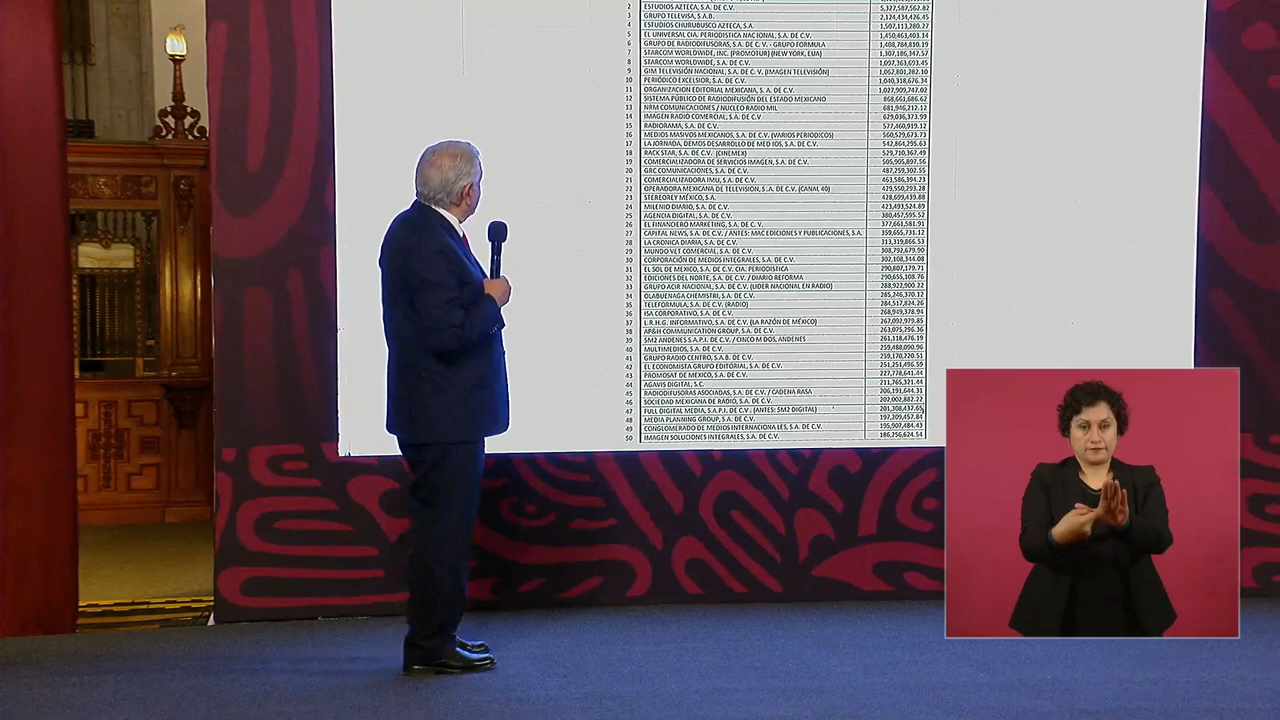 2 ESTUDIOS AZTECA, S.A. DE C.V. 5,327,587,562.82
3 GRUPO TELEVISA, S.A.B. 2,124,434,426.45
4 ESTUDIOS CHURUBUSCO AZTECA, S.A. 1,507,113,280.27
5 EL UNIVERSAL CIA. PERIODISTICA NACIONAL, S.A. DE C.V. 1,450,463,403.14
6 GRUPO DE RADIODIFUSORAS, S.A. DE C.V. - GRUPO FORMULA 1,408,784,810.19
7 STARCOM WORLDWIDE, INC. (PROMOTUR) (NEW YORK, EUA) 1,307,186,347.57
8 STARCOM WORLDWIDE, S.A. DE C.V. 1,097,363,693.45
9 GIM TELEVISIÓN NACIONAL, S.A. DE C.V. (IMAGEN TELEVISIÓN) 1,062,801,282.10
10 PERIÓDICO EXCELSIOR, S.A. DE C.V. 1,040,318,676.34
11 ORGANIZACION EDITORIAL MEXICANA, S.A. DE C.V. 1,027,909,747.02
12 SISTEMA PÚBLICO DE RADIODIFUSIÓN DEL ESTADO MEXICANO 868,661,686.62
13 NRM COMUNICACIONES / NUCLEO RADIO MIL 681,946,217.12
14 IMAGEN RADIO COMERCIAL, S.A. DE C.V 629,036,373.99
15 RADIORAMA, S.A. DE C.V. 577,460,919.12
16 MEDIOS MASIVOS MEXICANOS, S.A. DE C.V. (VARIOS PERIODICOS) 560,529,673.73
17 LA JORNADA, DEMOS DESARROLLO DE MEDIOS, S.A. DE C.V. 542,864,295.63
18 RACK STAR, S.A. DE C.V. (CINEMEX) 529,710,367.49
19 COMERCIALIZADORA DE SERVICIOS IMAGEN, S.A. DE C.V. 505,905,897.56
20 GRC COMUNICACIONES, S.A. DE C.V. 487,259,302.55
21 COMERCIALIZADORA IMU, S.A. DE C.V. 463,586,394.23
22 OPERADORA MEXICANA DE TELEVISION, S.A. DE C.V. (CANAL 40) 429,550,293.28
23 STEREOREY MÉXICO, S.A. 428,699,439.88
24 MILENIO DIARIO, S.A. DE C.V. 423,493,524.89
25 AGENCIA DIGITAL, S.A. DE C.V. 380,457,595.52
26 EL FINANCIERO MARKETING, S.A. DE C.V. 377,661,581.91
27 CAPITAL NEWS, S.A. DE C.V. / ANTES: MAC EDICIONES Y PUBLICACIONES, S.A. 359,655,731.12
28 LA CRONICA DIARIA, S.A. DE C.V. 313,319,866.53
29 MUNDO VET COMERCIAL, S.A. DE C.V. 308,792,679.90
30 CORPORACIÓN DE MEDIOS INTEGRALES, S.A. DE C.V. 302,108,344.08
31 EL SOL DE MEXICO, S.A. DE C.V. CIA. PERIODISTICA 290,807,179.71
32 EDICIONES DEL NORTE, S.A. DE C.V. / DIARIO REFORMA 290,655,108.76
33 GRUPO ACIR NACIONAL, S.A. DE C.V. (LIDER NACIONAL EN RADIO) 288,922,900.22
34 OLABUENAGA CHEMISTRI, S.A. DE C.V. 285,246,370.12
35 TELEFORMULA, S.A. DE C.V. (RADIO) 284,517,824.26
36 ISA CORPORATIVO, S.A. DE C.V. 268,949,378.94
37 L.R.H.G. INFORMATIVO, S.A. DE C.V. (LA RAZÓN DE MÉXICO) 267,092,979.85
38 AP&H COMMUNICATION GROUP, S.A. DE C.V. 263,075,296.36
39 5M2 ANDENES S.A.P.I. DE C.V. / CINCO M DOS, ANDENES 261,118,476.19
40 MULTIMEDIOS, S.A. DE C.V. 259,488,090.96
41 GRUPO RADIO CENTRO, S.A.B. DE C.V. 259,170,220.51
42 EL ECONOMISTA GRUPO EDITORIAL, S.A. DE C.V. 251,251,496.59
43 PROMOSAT DE MEXICO, S.A. DE C.V. 227,778,641.44
44 AGAVIS DIGITAL, S.C. 211,765,321.44
45 RADIODIFUSORAS ASOCIADAS, S.A. DE C.V. / CADENA RASA 206,191,644.31
46 SOCIEDAD MEXICANA DE RADIO, S.A. DE C.V. 202,002,882.22
47 FULL DIGITAL MEDIA, S.A.P.I. DE C.V. (ANTES: 5M2 DIGITAL) 201,308,437.65
48 MEDIA PLANNING GROUP, S.A. DE C.V. 197,209,457.84
49 CONGLOMERADO DE MEDIOS INTERNACIONALES, S.A. DE C.V. 195,907,484.43
50 IMAGEN SOLUCIONES INTEGRALES, S.A. DE C.V. 186,256,624.54